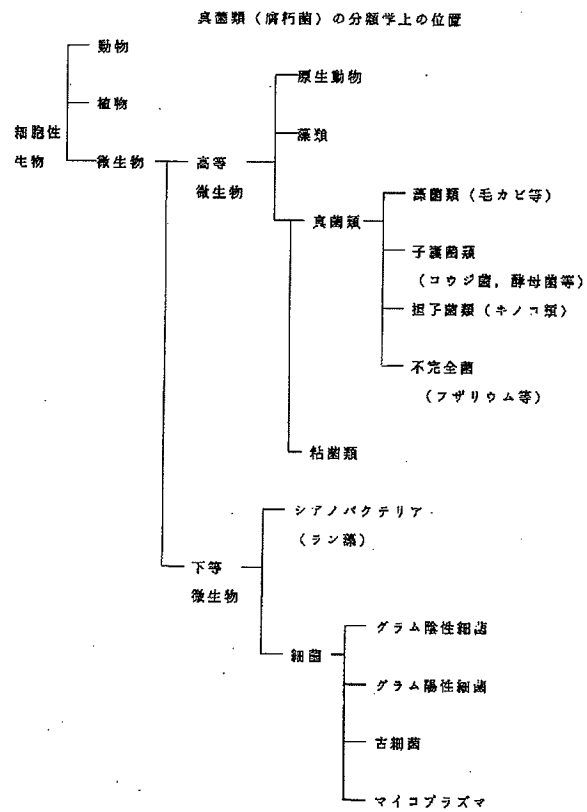 真菌類（腐朽菌）の分類学上の位置
動物
植物
細胞性
生物
微生物
高等
微生物
原生動物
藻類
真菌類
藻菌類（毛カビ等）
子嚢菌類
（コウジ菌，酵母菌等）
担子菌類（キノコ類）
不完全菌
（フザリウム等）
粘菌類
下等
微生物
シアノバクテリア
（ラン藻）
細菌
グラム陰性細菌
グラム陽性細菌
古細菌
マイコプラズマ